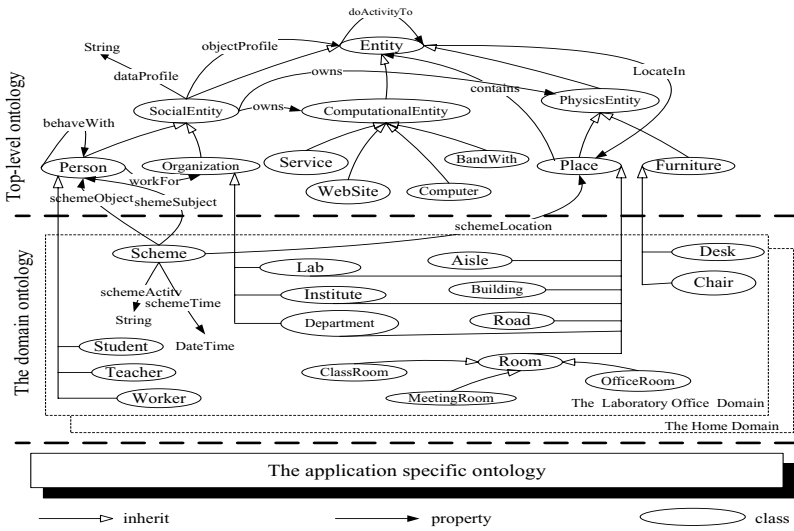 doActivityTo
String
objectProfile
Entity
dataProfile
owns
contains
LocateIn
SocialEntity
owns
ComputationalEntity
PhysicsEntity
behaveWith
Person
Organization
Service
BandWith
Place
Furniture
workFor
WebSite
Computer
schemeObject
shemeSubject
Top-level ontology
schemeLocation
Scheme
Lab
Aisle
Desk
schemeActity
schemeTime
Institute
Building
Chair
String
Department
Road
DateTime
Student
Room
Teacher
ClassRoom
OfficeRoom
Worker
MeetingRoom
The Laboratory Office Domain
The Home Domain
The domain ontology
The application specific ontology
inherit
property
class